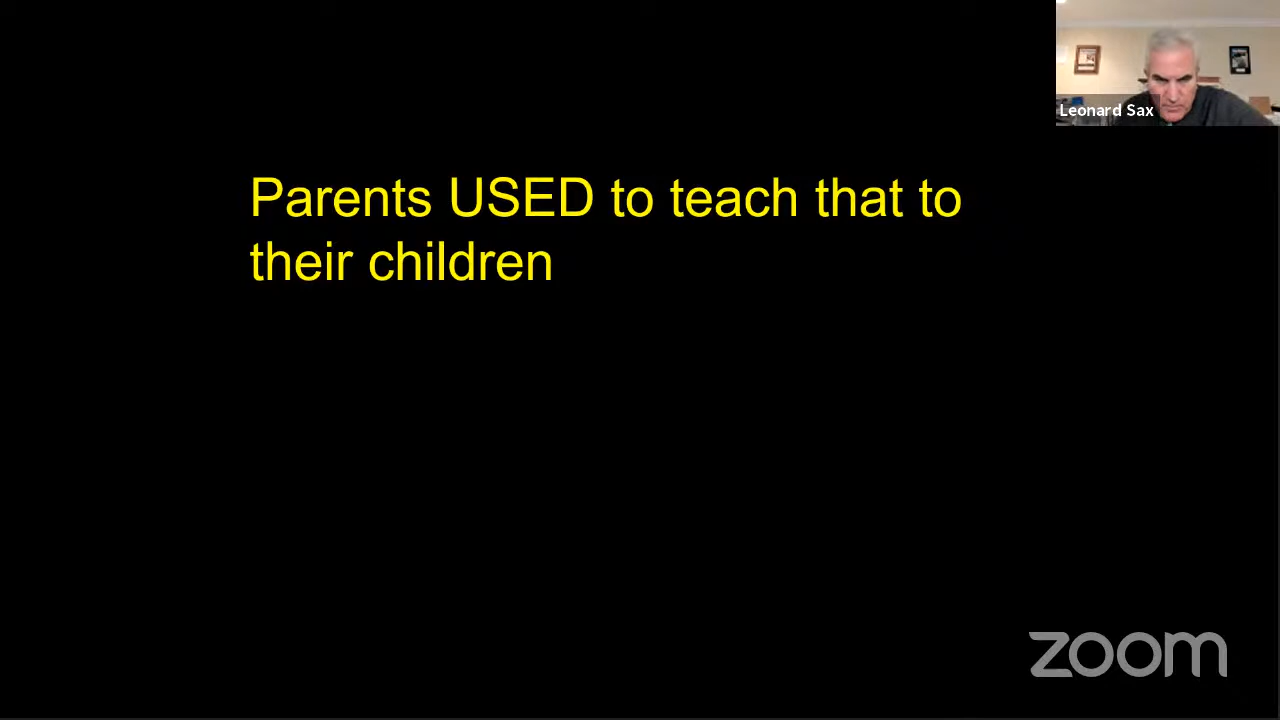 Leonard Sax
Parents USED to teach that to
their children
zoom